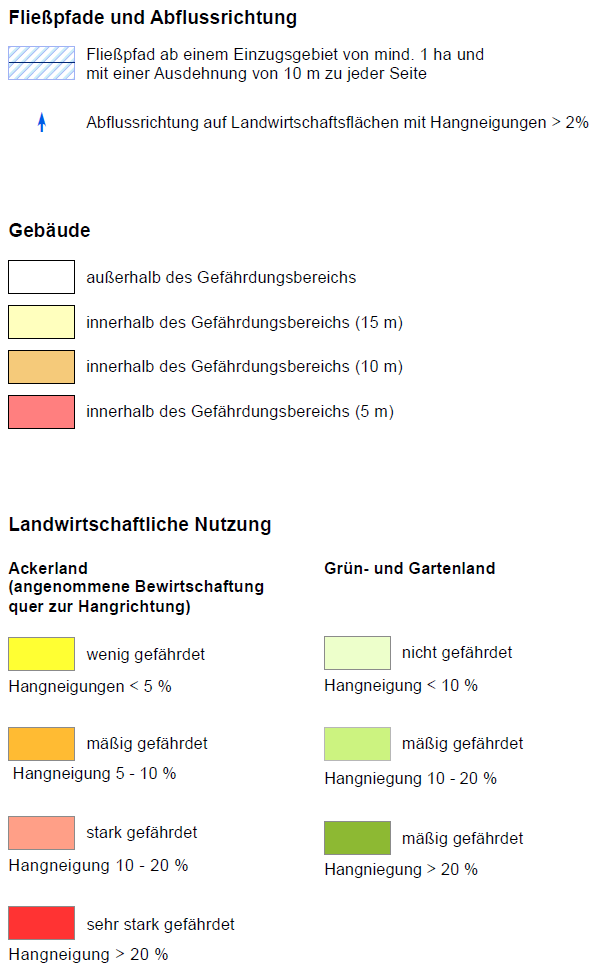 Fließpfade und Abflussrichtung
Fließpfad ab einem Einzugsgebiet von mind. 1 ha und
mit einer Ausdehnung von 10 m zu jeder Seite
Abflussrichtung auf Landwirtschaftsflächen mit Hangneigungen > 2%
Gebäude
außerhalb des Gefährdungsbereichs
innerhalb des Gefährdungsbereichs (15 m)
innerhalb des Gefährdungsbereichs (10 m)
innerhalb des Gefährdungsbereichs (5 m)
Landwirtschaftliche Nutzung
Ackerland
(angenommene Bewirtschaftung
quer zur Hangrichtung)
wenig gefährdet
Hangneigungen < 5 %
mäßig gefährdet
Hangneigung 5 - 10 %
stark gefährdet
Hangneigung 10 - 20 %
sehr stark gefährdet
Hangneigung > 20 %
Grün- und Gartenland
nicht gefährdet
Hangneigung < 10 %
mäßig gefährdet
Hangniegung 10 - 20 %
mäßig gefährdet
Hangniegung > 20 %